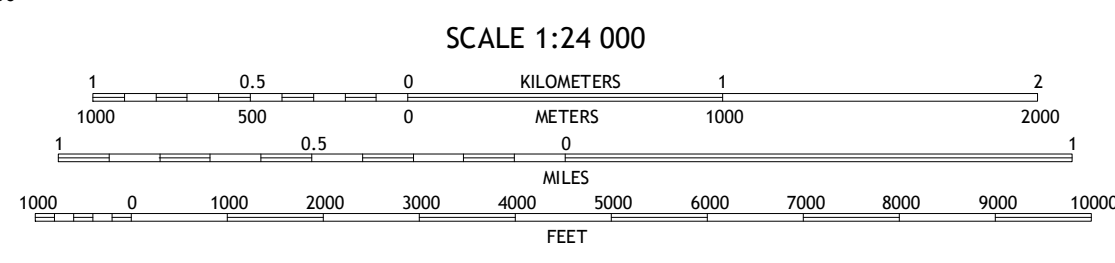 SCALE 1:24 000
1 0.5 0 KILOMETERS 1 2
1000 500 0 METERS 1000 2000
1 0.5 0 1
MILES
1000 0 1000 2000 3000 4000 5000 6000 7000 8000 9000 10000
FEET